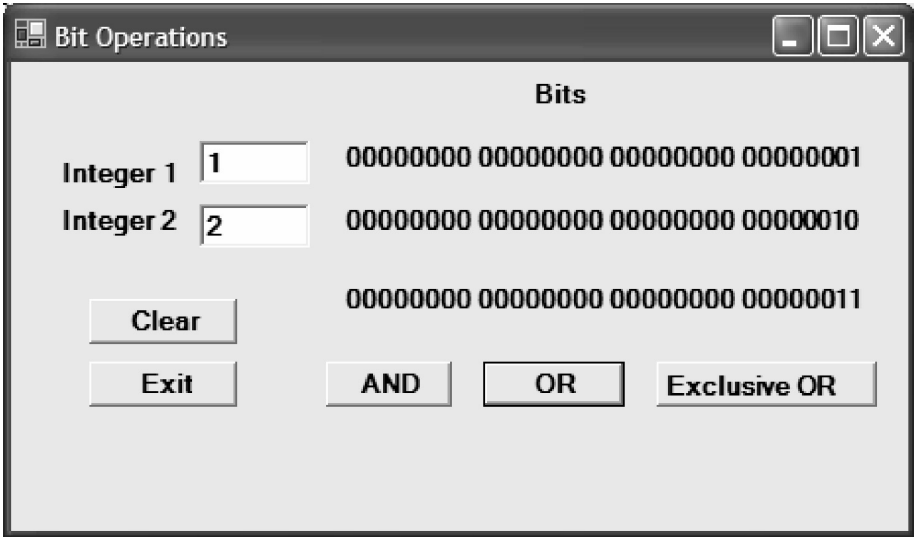 Bit Operations
Bits
Integer 1 1 00000000 00000000 00000000 00000001
Integer 2 2 00000000 00000000 00000000 00000010
00000000 00000000 00000000 00000011
Clear
Exit AND OR Exclusive OR